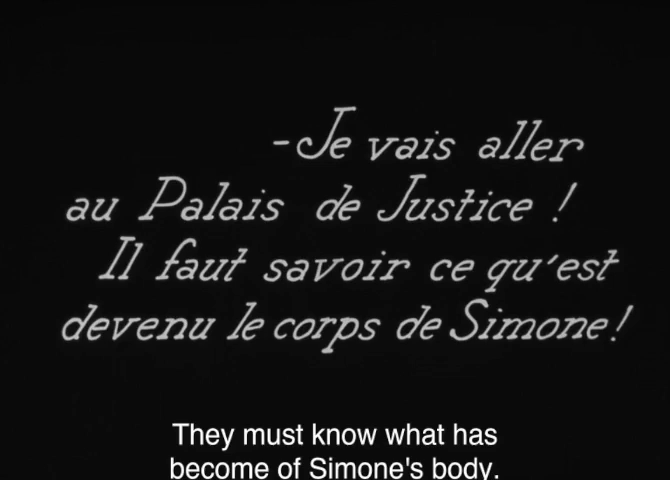 -Je vais aller
au Palais de Justice !
Il faut savoir ce qu'est
devenu le corps de Simone !
They must know what has
become of Simone's body.